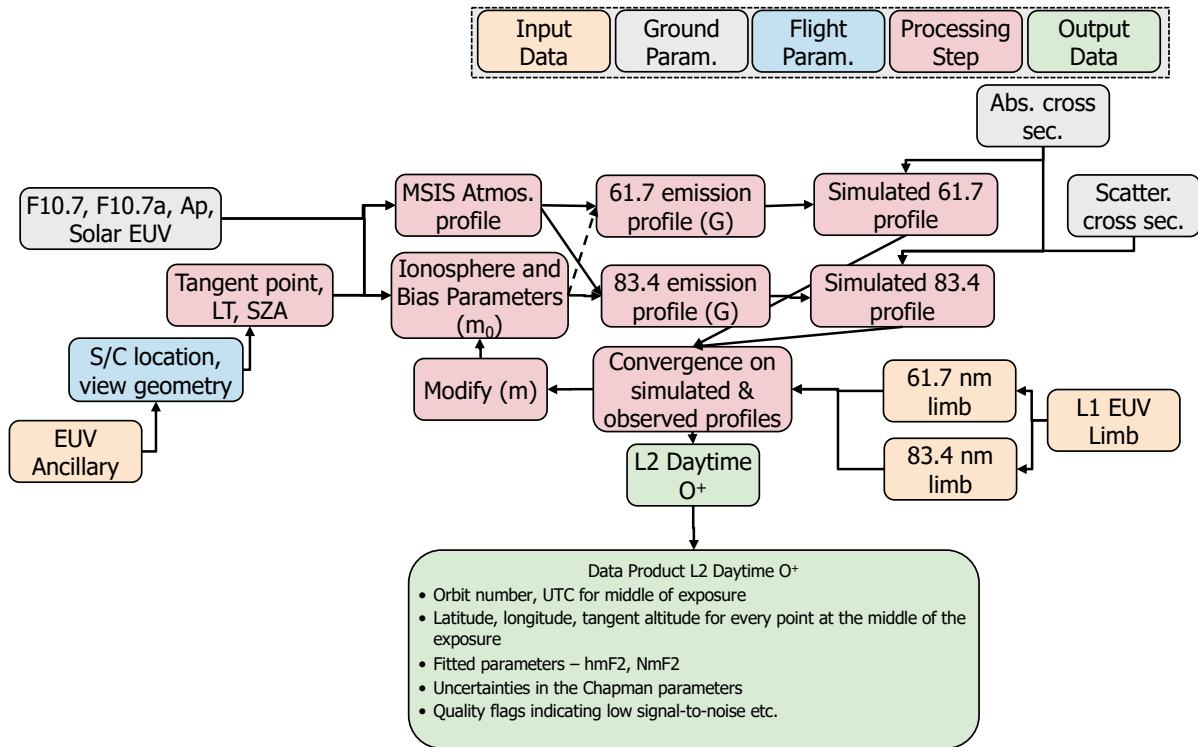 Input
Data
Ground
Param.
Flight
Param.
Processing
Step
Output
Data
Abs. cross
sec.
Scatter.
cross sec.
F10.7, F10.7a, Ap,
Solar EUV
MSIS Atmos.
profile
61.7 emission
profile (G)
Simulated 61.7
profile
Tangent point,
LT, SZA
Ionosphere and
Bias Parameters
(m₀)
83.4 emission
profile (G)
Simulated 83.4
profile
S/C location,
view geometry
Modify (m)
Convergence on
simulated &
observed profiles
61.7 nm
limb
L1 EUV
Limb
83.4 nm
limb
EUV
Ancillary
L2 Daytime
O⁺
Data Product L2 Daytime O⁺
• Orbit number, UTC for middle of exposure
• Latitude, longitude, tangent altitude for every point at the middle of the
exposure
• Fitted parameters – hmF2, NmF2
• Uncertainties in the Chapman parameters
• Quality flags indicating low signal-to-noise etc.